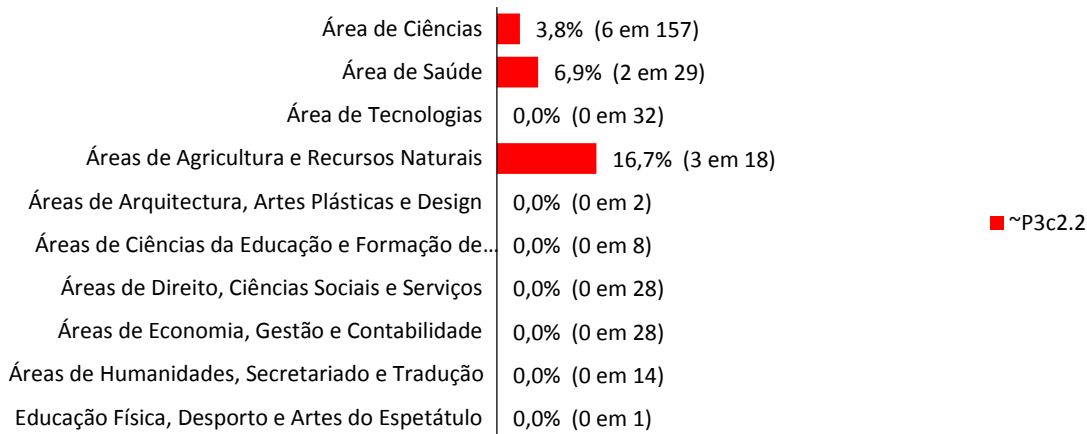 Área de Ciências 3,8% (6 em 157)
Área de Saúde 6,9% (2 em 29)
Área de Tecnologias 0,0% (0 em 32)
Áreas de Agricultura e Recursos Naturais 16,7% (3 em 18)
Áreas de Arquitectura, Artes Plásticas e Design 0,0% (0 em 2)
Áreas de Ciências da Educação e Formação de… 0,0% (0 em 8)
Áreas de Direito, Ciências Sociais e Serviços 0,0% (0 em 28)
Áreas de Economia, Gestão e Contabilidade 0,0% (0 em 28)
Áreas de Humanidades, Secretariado e Tradução 0,0% (0 em 14)
Educação Física, Desporto e Artes do Espetátulo 0,0% (0 em 1)
~P3c2.2